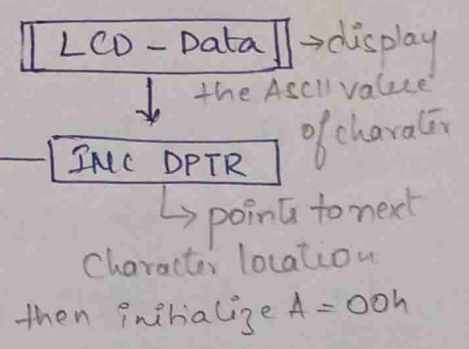 LCD - Data → display
the ASCII value
of charater
INC DPTR
↳ points to next
Character location
then initialize A = 00h